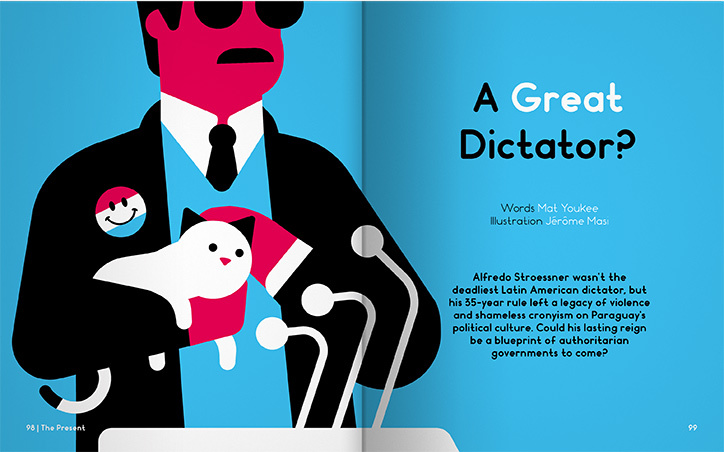 A Great
Dictator?
Words Mat Youkee
Illustration Jérôme Masi
Alfredo Stroessner wasn't the
deadliest Latin American dictator, but
his 35-year rule left a legacy of violence
and shameless cronyism on Paraguay's
political culture. Could his lasting reign
be a blueprint of authoritarian
governments to come?
98 | The Present
99